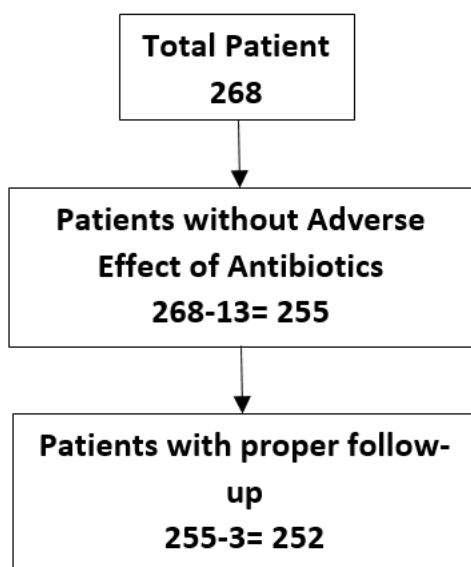 Total Patient
268
Patients without Adverse
Effect of Antibiotics
268-13= 255
Patients with proper follow-
up
255-3= 252